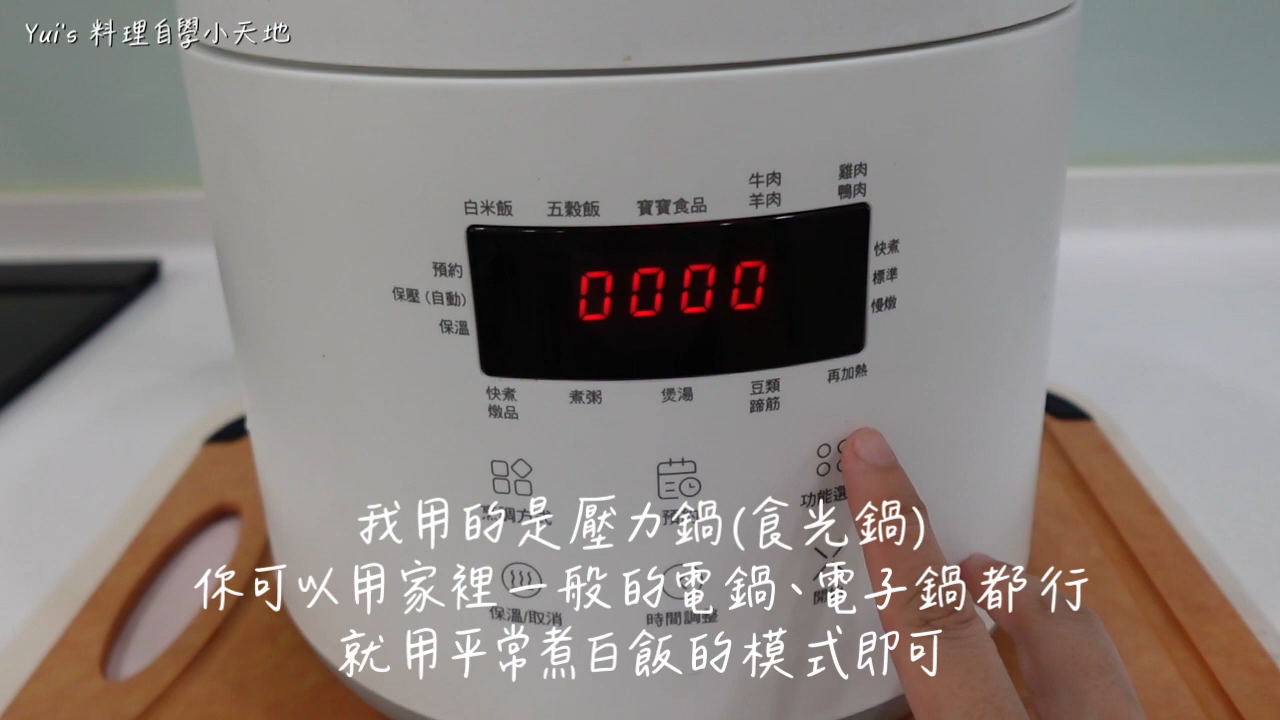 Yui's 料理自學小天地
牛肉 雞肉
白米飯 五穀飯 寶寶食品 羊肉 鴨肉
0000
預約 快煮
保壓(自動) 標準
保溫 慢燉
快煮 煮粥 煲湯 豆類 再加熱
燉品 蹄筋
功能選
我用的是壓力鍋(食光鍋)
你可以用家裡一般的電鍋、電子鍋都行
保溫/取消 時間調整
就用平常煮白飯的模式即可